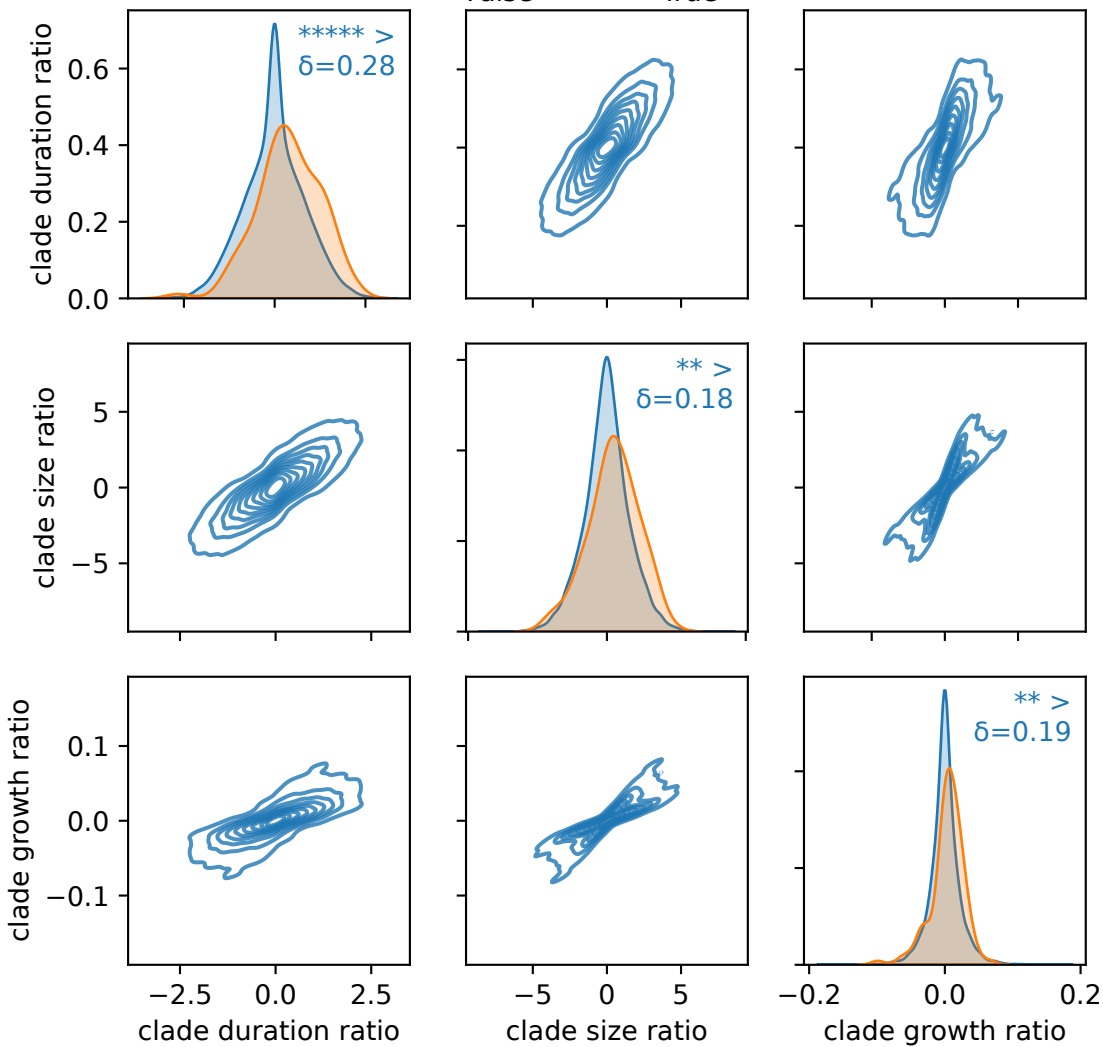 ***** >
δ=0.28
clade duration ratio
0.6
0.4
0.2
0.0
−5 0 5
** >
δ=0.18
clade size ratio
5
0
−5
** >
δ=0.19
clade growth ratio
0.1
0.0
−0.1
−2.5 0.0 2.5
−0.2 0.0 0.2
clade duration ratio
clade size ratio
clade growth ratio